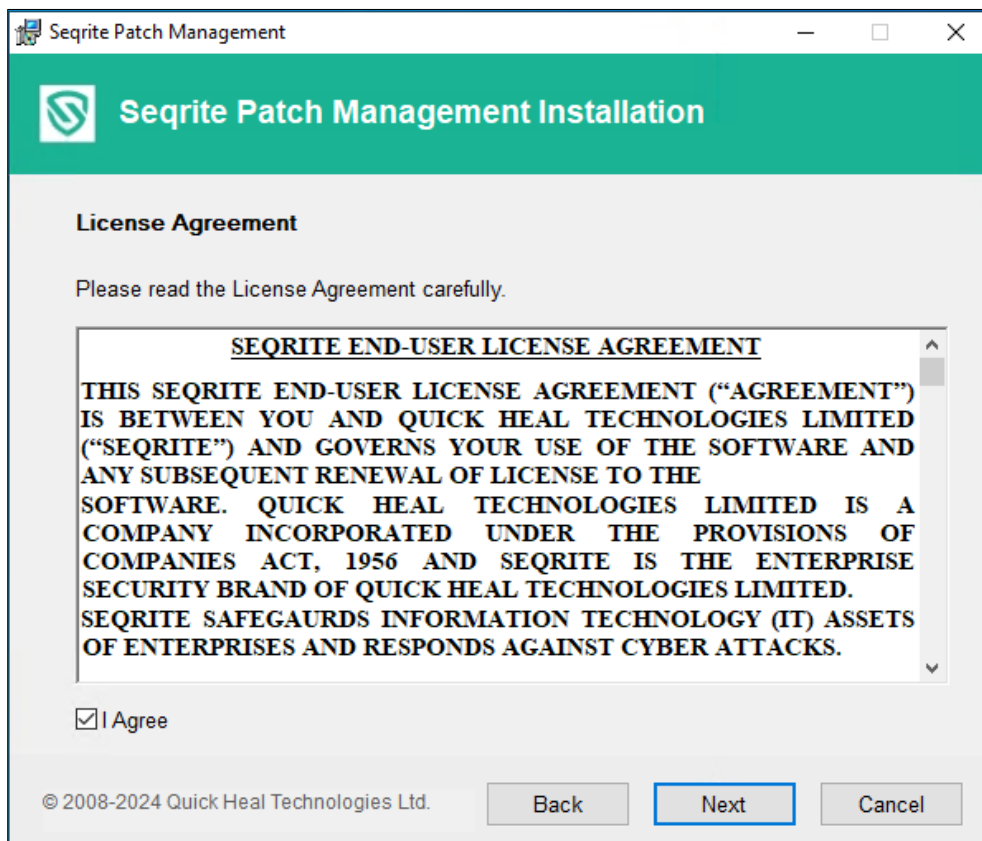 Seqrite Patch Management
Seqrite Patch Management Installation
License Agreement
Please read the License Agreement carefully.
SEQRITE END-USER LICENSE AGREEMENT
THIS SEQRITE END-USER LICENSE AGREEMENT (“AGREEMENT”)
IS BETWEEN YOU AND QUICK HEAL TECHNOLOGIES LIMITED
(“SEQRITE”) AND GOVERNS YOUR USE OF THE SOFTWARE AND
ANY SUBSEQUENT RENEWAL OF LICENSE TO THE
SOFTWARE. QUICK HEAL TECHNOLOGIES LIMITED IS A
COMPANY INCORPORATED UNDER THE PROVISIONS OF
COMPANIES ACT, 1956 AND SEQRITE IS THE ENTERPRISE
SECURITY BRAND OF QUICK HEAL TECHNOLOGIES LIMITED.
SEQRITE SAFEGAURDS INFORMATION TECHNOLOGY (IT) ASSETS
OF ENTERPRISES AND RESPONDS AGAINST CYBER ATTACKS.
I Agree
© 2008-2024 Quick Heal Technologies Ltd.
Back
Next
Cancel